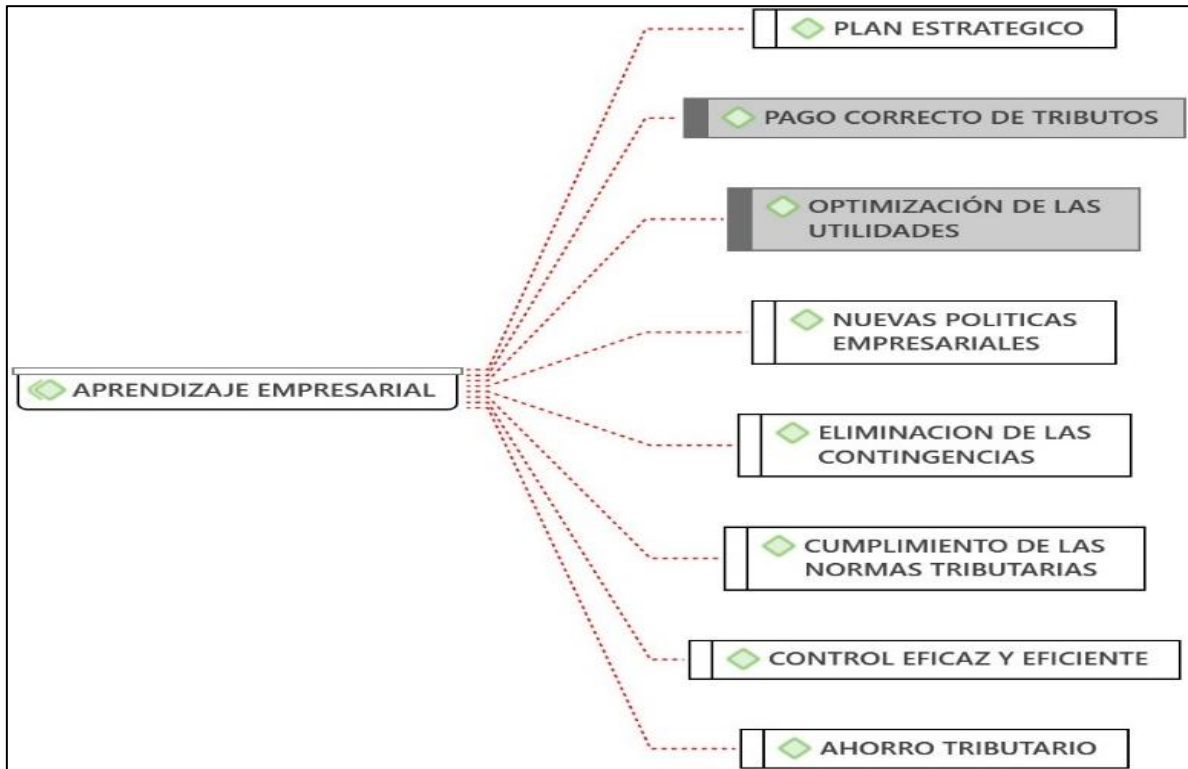 PLAN ESTRATEGICO
PAGO CORRECTO DE TRIBUTOS
OPTIMIZACIÓN DE LAS
UTILIDADES
NUEVAS POLITICAS
EMPRESARIALES
APRENDIZAJE EMPRESARIAL
ELIMINACION DE LAS
CONTINGENCIAS
CUMPLIMIENTO DE LAS
NORMAS TRIBUTARIAS
CONTROL EFICAZ Y EFICIENTE
AHORRO TRIBUTARIO